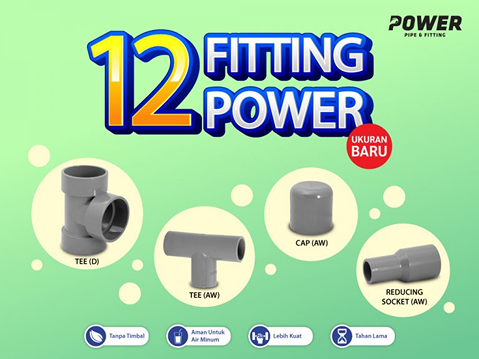 POWER
PIPE & FITTING
12 FITTING
POWER
UKURAN
BARU
TEE (D)
TEE (AW)
CAP (AW)
REDUCING
SOCKET (AW)
Tanpa Timbal
Aman Untuk
Air Minum
Lebih Kuat
Tahan Lama